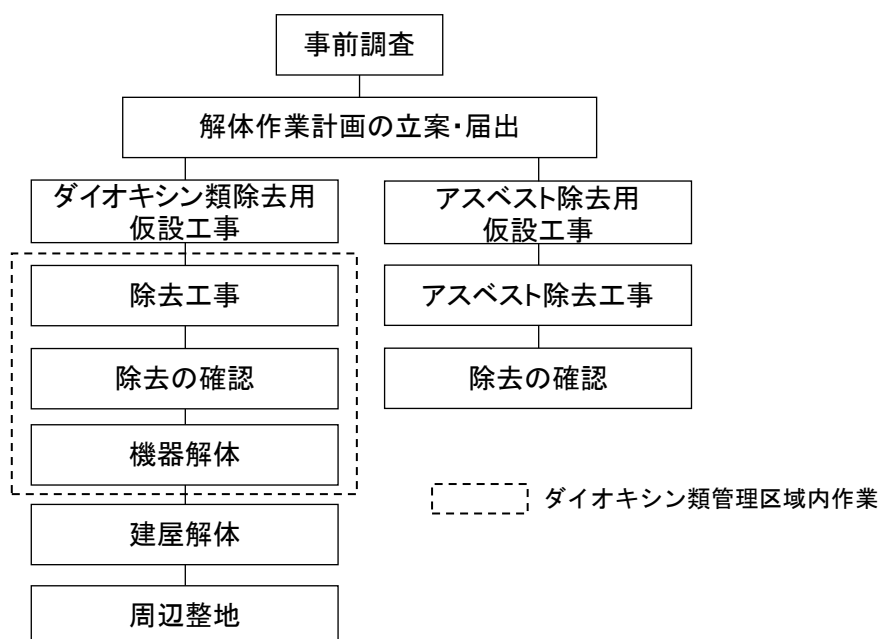 事前調査
解体作業計画の立案・届出
ダイオキシン類除去用
仮設工事
除去工事
除去の確認
機器解体
建屋解体
周辺整地
アスベスト除去用
仮設工事
アスベスト除去工事
除去の確認
ダイオキシン類管理区域内作業